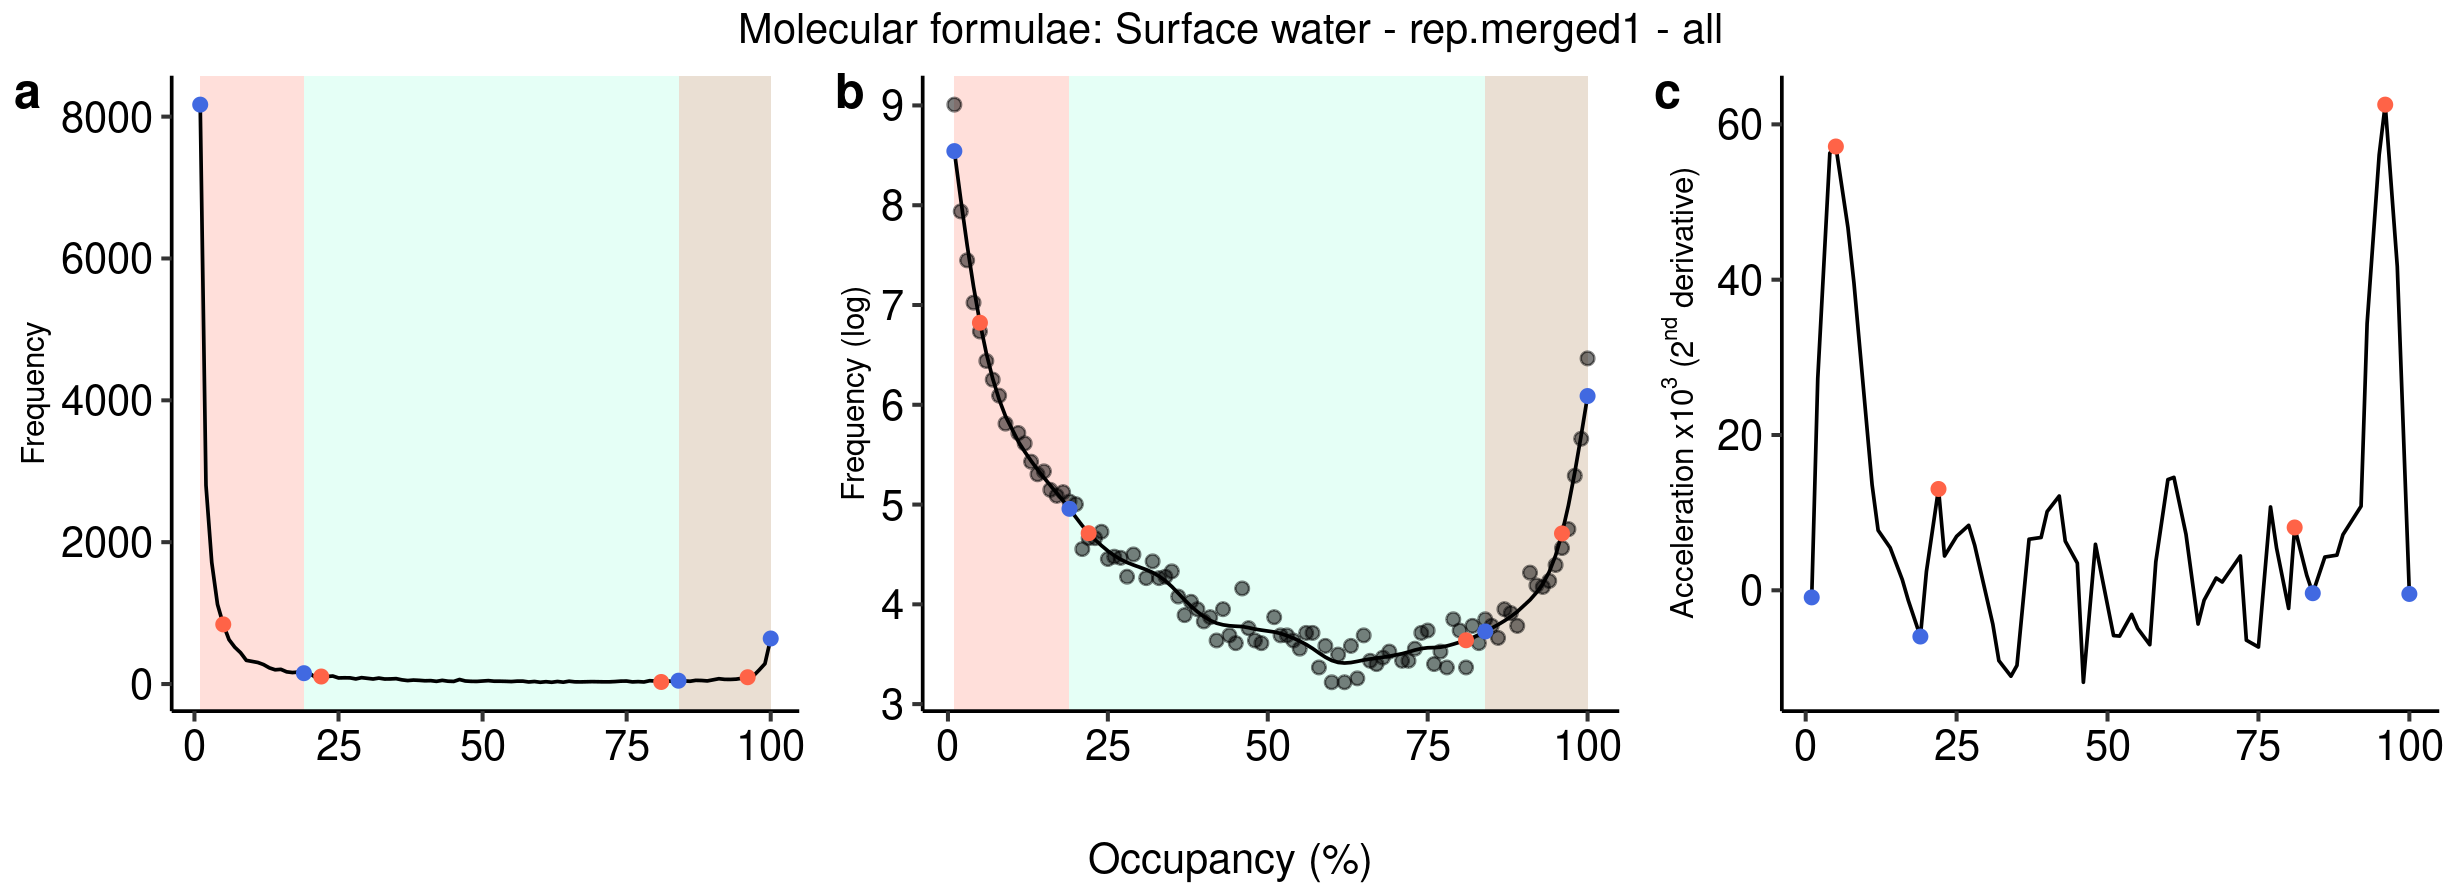 Molecular formulae: Surface water - rep.merged1 - all
a
Frequency
8000
6000
4000
2000
0
0 25 50 75 100
b
Frequency (log)
9
8
7
6
5
4
3
0 25 50 75 100
c
Acceleration x10³ (2ⁿᵈ derivative)
60
40
20
0
0 25 50 75 100
Occupancy (%)